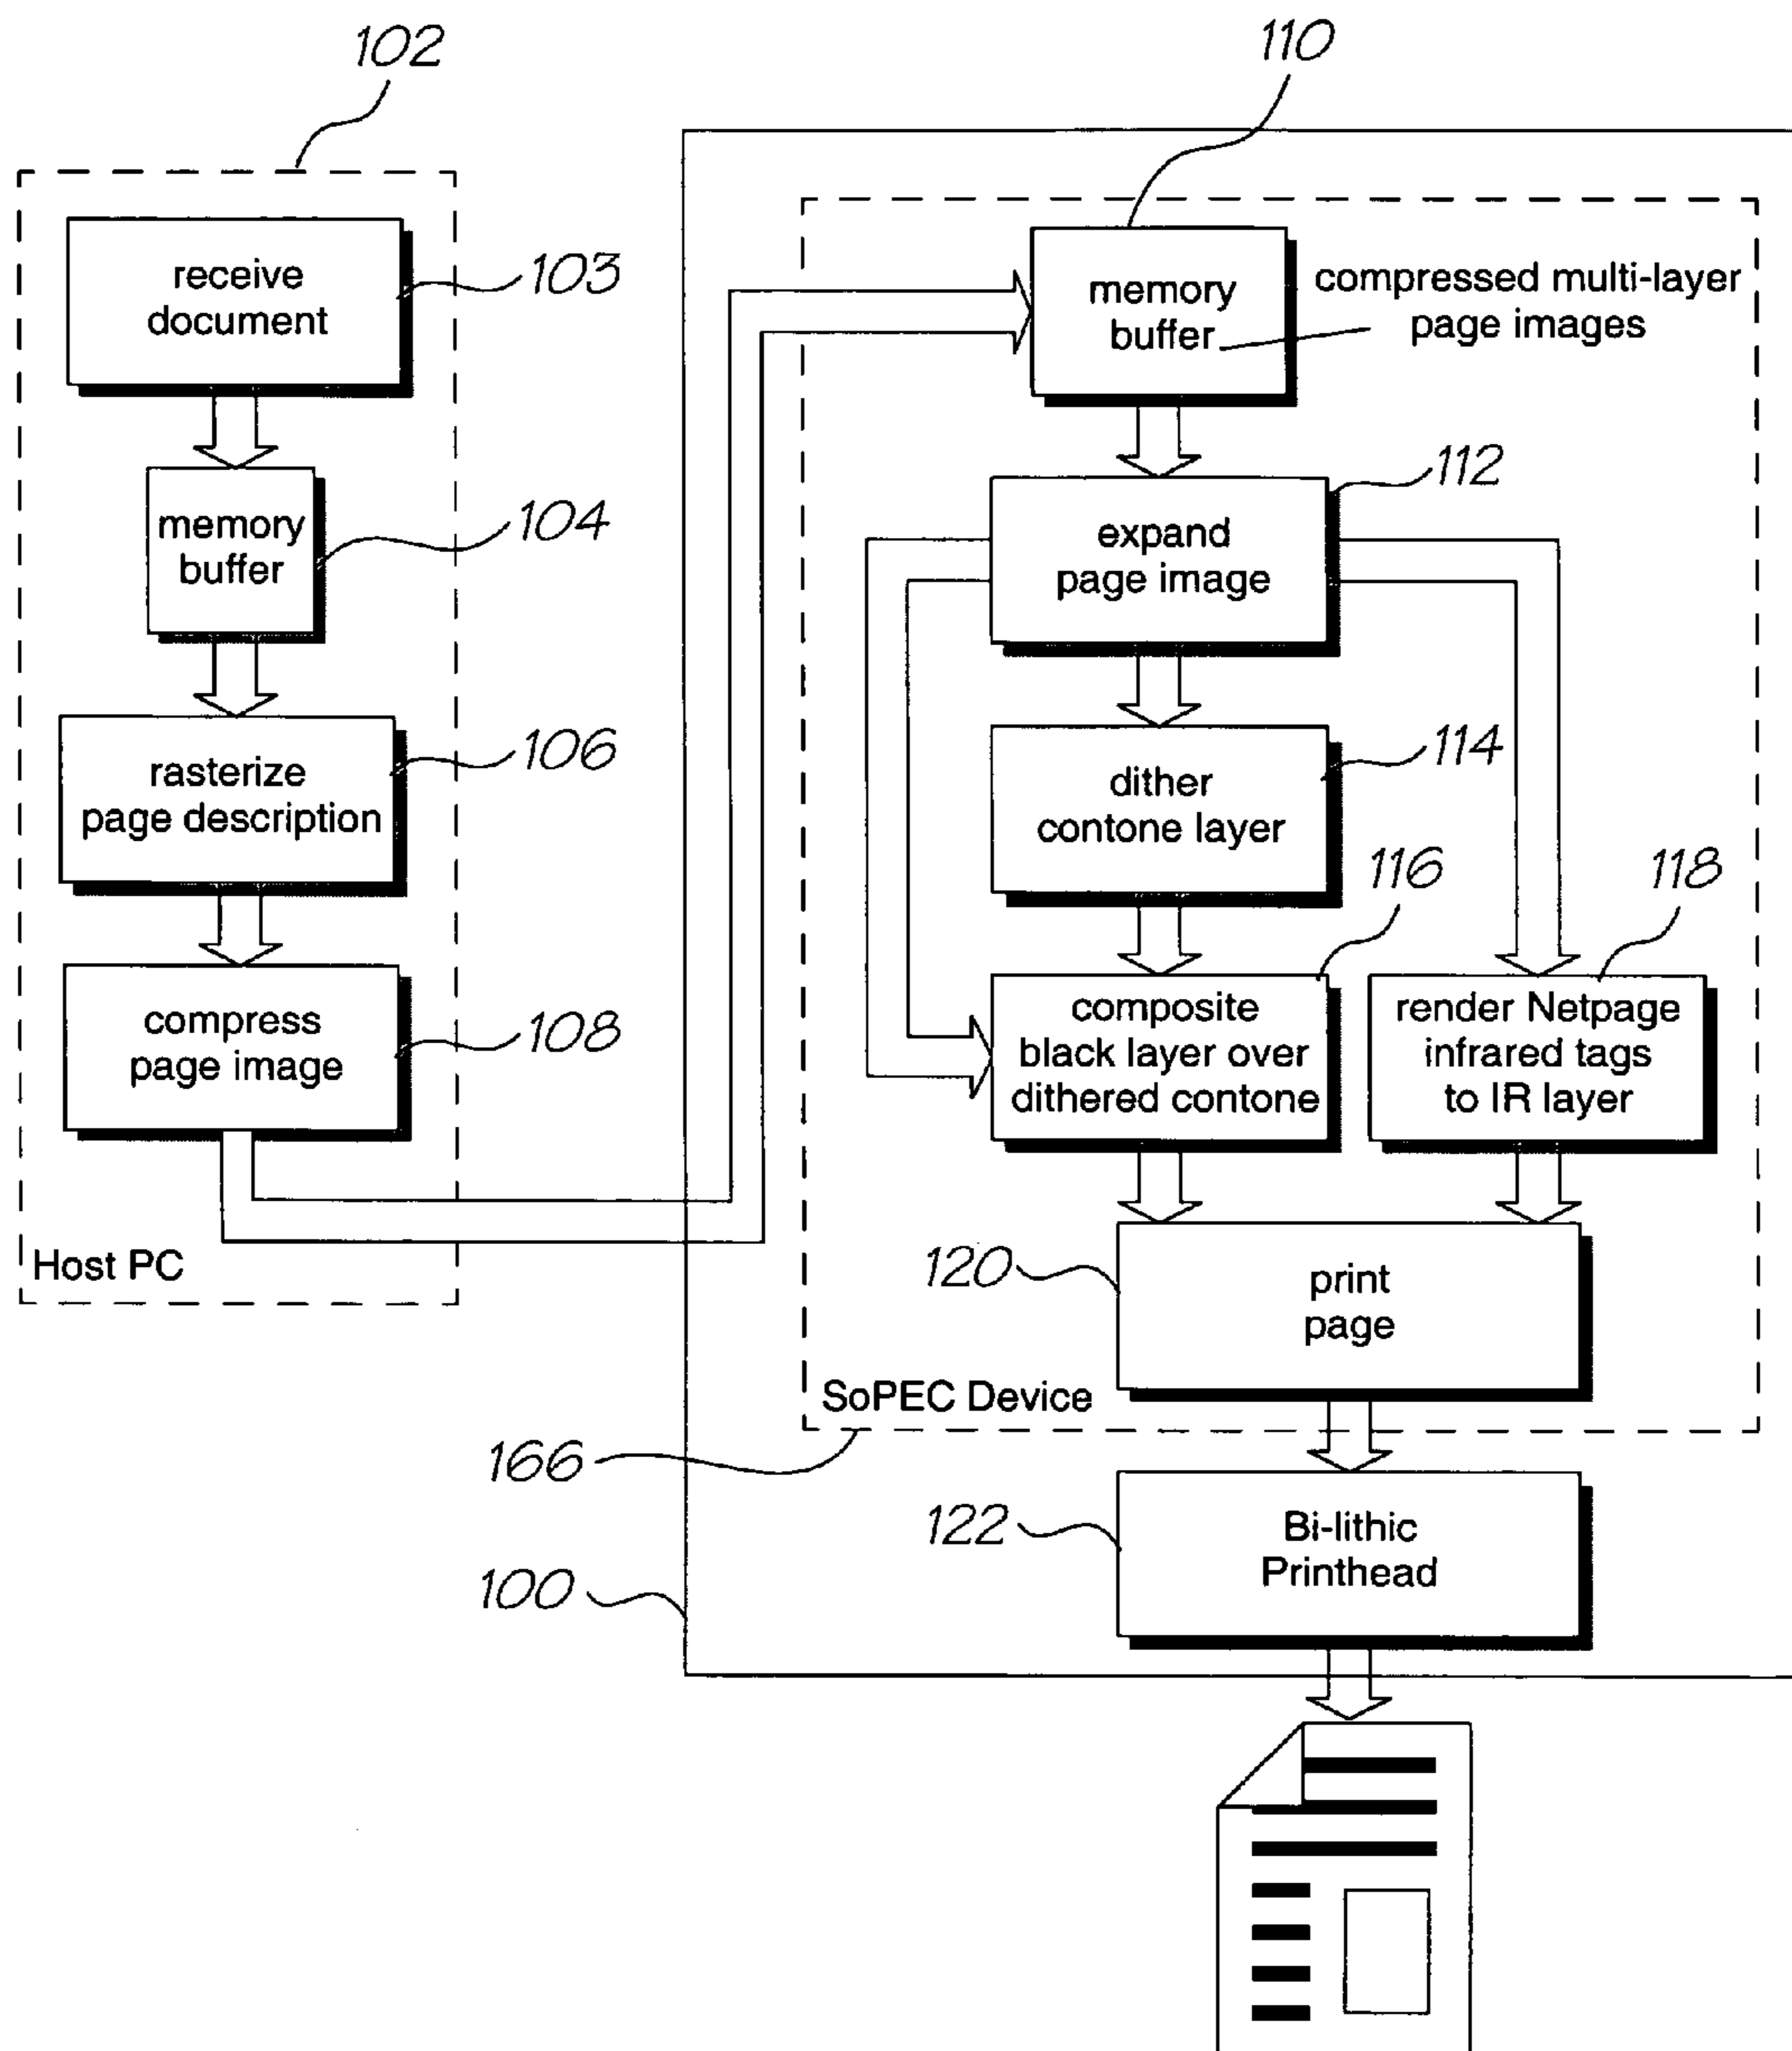 102
receive
document
103
memory
buffer
104
rasterize
page description
106
compress
page image
108
Host PC
110
memory
buffer
compressed multi-layer
page images
expand
page image
112
dither
contone layer
114
116
composite
black layer over
dithered contone
118
render Netpage
infrared tags
to IR layer
120
print
page
SoPEC Device
166
122
Bi-lithic
Printhead
100